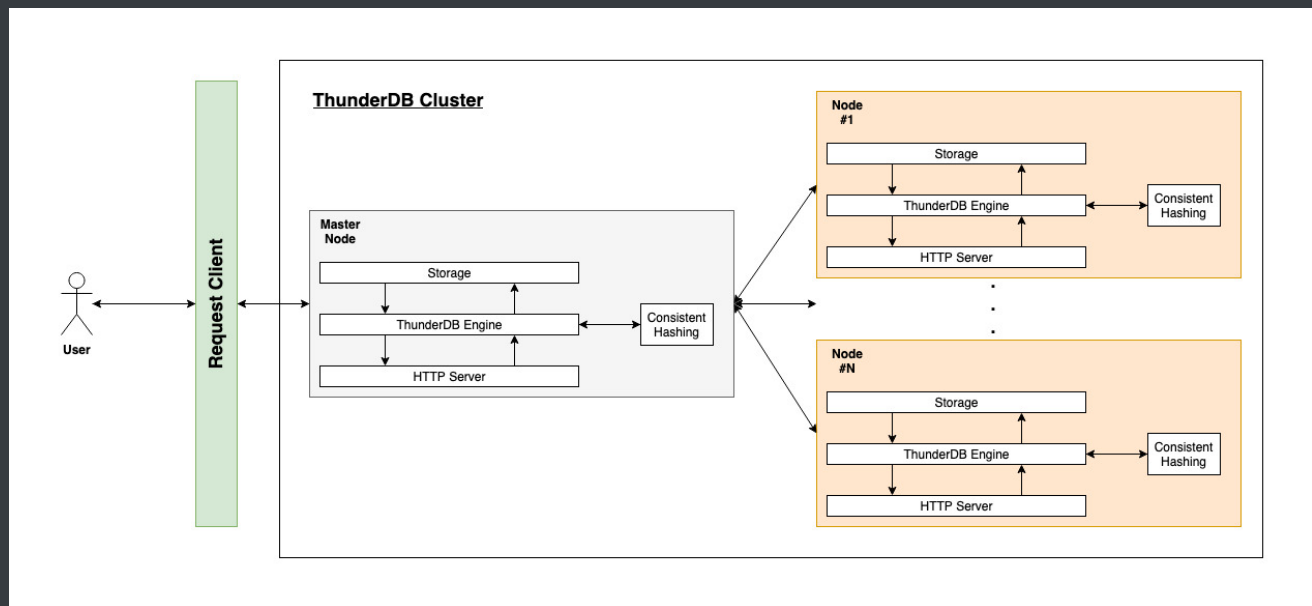 ThunderDB Cluster
User
Request Client
Master
Node
Storage
ThunderDB Engine
HTTP Server
Consistent
Hashing
Node
#1
Storage
ThunderDB Engine
HTTP Server
Consistent
Hashing
Node
#N
Storage
ThunderDB Engine
HTTP Server
Consistent
Hashing